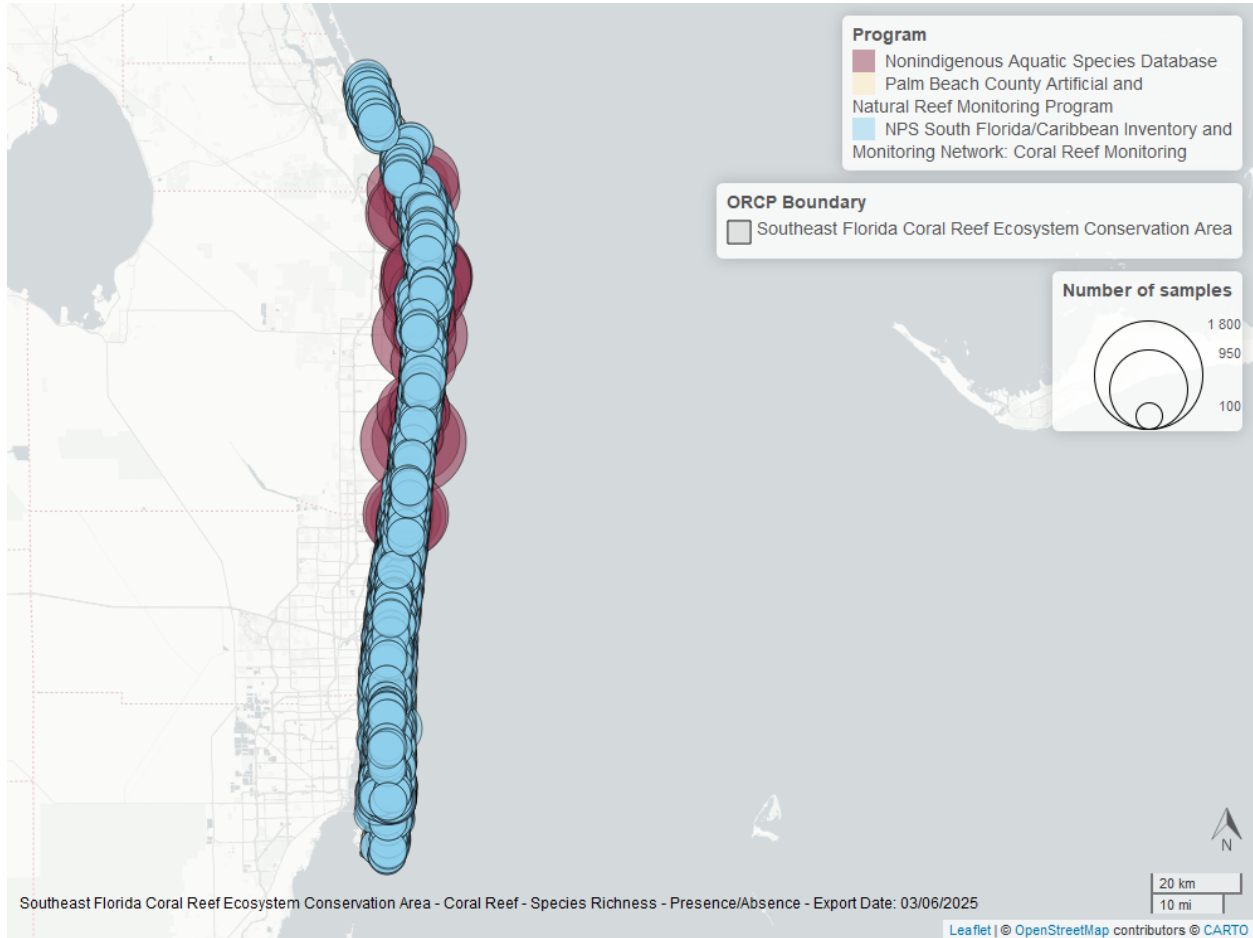 Program
Nonindigenous Aquatic Species Database
Palm Beach County Artificial and
Natural Reef Monitoring Program
NPS South Florida/Caribbean Inventory and
Monitoring Network: Coral Reef Monitoring
ORCP Boundary
Southeast Florida Coral Reef Ecosystem Conservation Area
Number of samples
1 800
950
100
N
20 km
10 mi
Southeast Florida Coral Reef Ecosystem Conservation Area - Coral Reef - Species Richness - Presence/Absence - Export Date: 03/06/2025
Leaflet | © OpenStreetMap contributors © CARTO